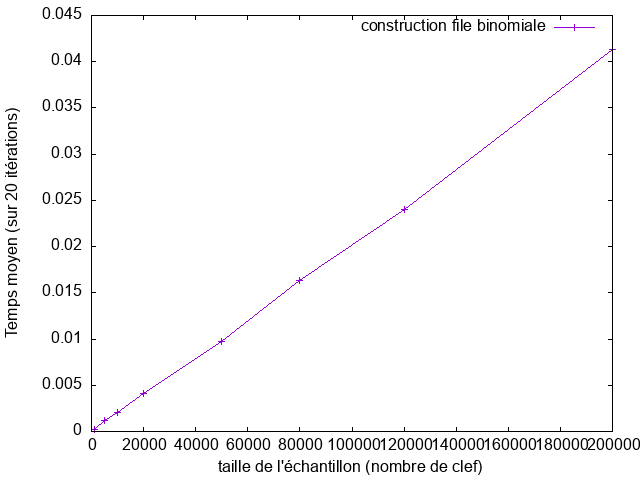 construction file binomiale
0.045
0.04
0.035
0.03
0.025
0.02
0.015
0.01
0.005
0
Temps moyen (sur 20 itérations)
0 20000 40000 60000 80000 100000 120000 140000 160000 180000 200000
taille de l'échantillon (nombre de clef)